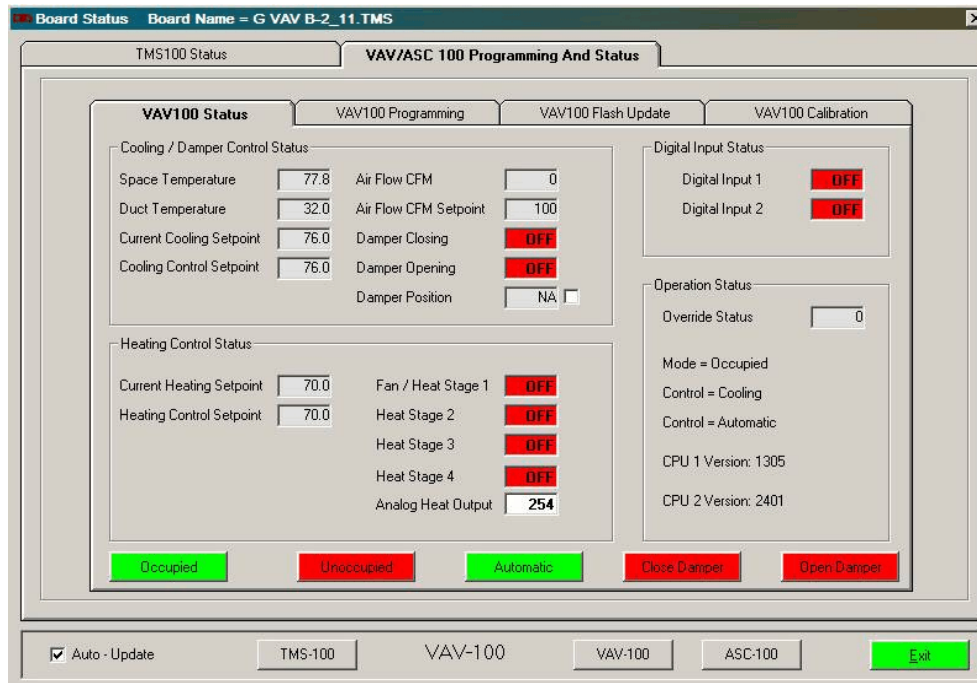 Board Status Board Name = G VAV B-2_11.TMS
TMS100 Status
VAV/ASC 100 Programming And Status
VAV100 Status
VAV100 Programming
VAV100 Flash Update
VAV100 Calibration
Cooling / Damper Control Status
Space Temperature 77.8
Duct Temperature 32.0
Current Cooling Setpoint 76.0
Cooling Control Setpoint 76.0
Air Flow CFM 0
Air Flow CFM Setpoint 100
Damper Closing OFF
Damper Opening OFF
Damper Position NA
Digital Input Status
Digital Input 1 OFF
Digital Input 2 OFF
Heating Control Status
Current Heating Setpoint 70.0
Heating Control Setpoint 70.0
Fan / Heat Stage 1 OFF
Heat Stage 2 OFF
Heat Stage 3 OFF
Heat Stage 4 OFF
Analog Heat Output 254
Operation Status
Override Status 0
Mode = Occupied
Control = Cooling
Control = Automatic
CPU 1 Version: 1305
CPU 2 Version: 2401
Occupied
Unoccupied
Automatic
Close Damper
Open Damper
Auto - Update
TMS-100
VAV-100
VAV-100
ASC-100
Exit